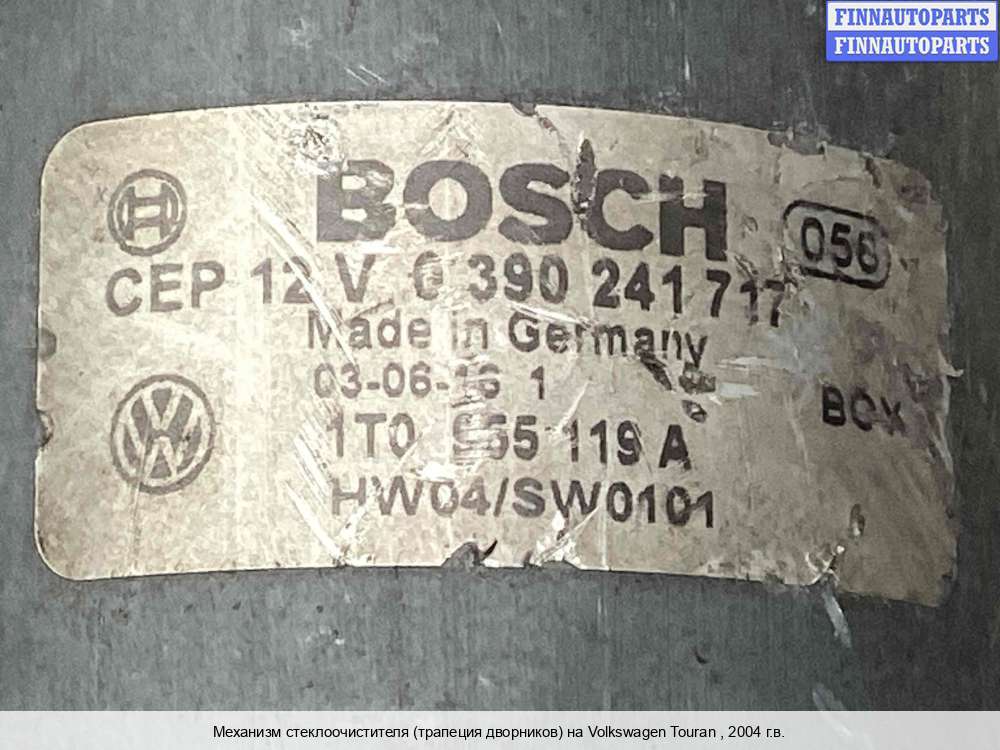 FINNAUTOPARTS
FINNAUTOPARTS
BOSCH
056
CEP 12 V 0 390 241 717
Made in Germany
03-06-16 1
BOX
1T0 955 119 A
HW04/SW0101
Механизм стеклоочистителя (трапеция дворников) на Volkswagen Touran , 2004 г.в.